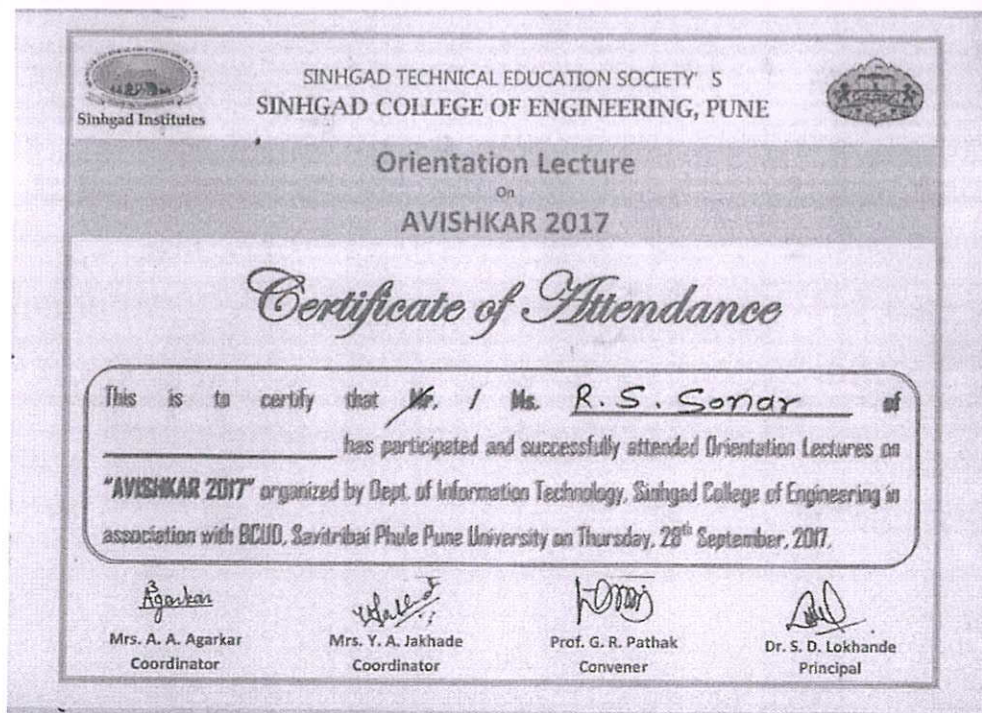 SINHGAD TECHNICAL EDUCATION SOCIETY' S
SINHGAD COLLEGE OF ENGINEERING, PUNE
Sinhgad Institutes
Orientation Lecture
On
AVISHKAR 2017
Certificate of Attendance
This is to certify that Mr. / Ms. R. S. Sonar of
has participated and successfully attended Orientation Lectures on
"AVISHKAR 2017" organized by Dept. of Information Technology, Sinhgad College of Engineering in
association with BCUD, Savitribai Phule Pune University on Thursday, 28th September, 2017.
Agarkar
Mrs. A. A. Agarkar Mrs. Y. A. Jakhade Prof. G. R. Pathak Dr. S. D. Lokhande
Coordinator Coordinator Convener Principal